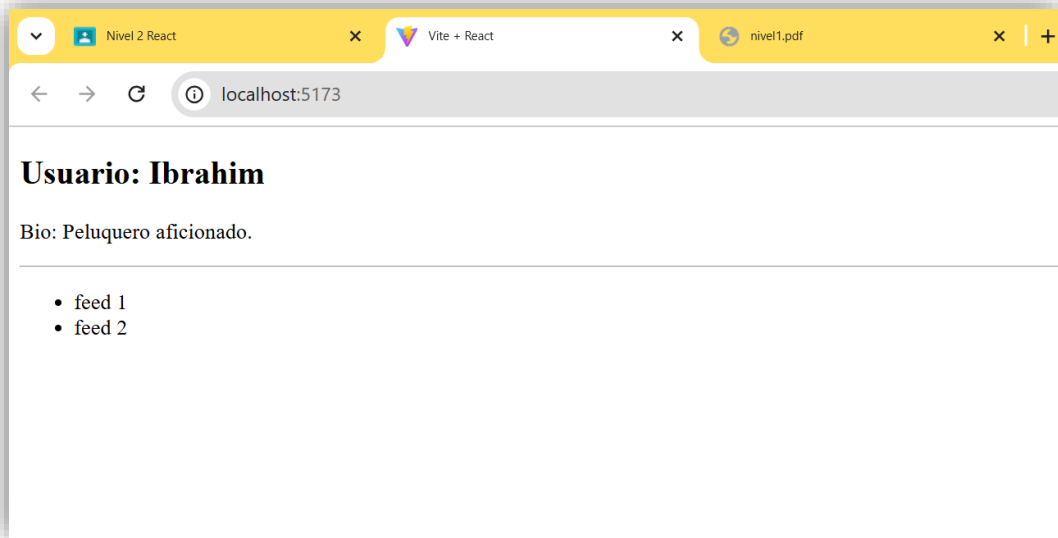 Nivel 2 React
Vite + React
nivel1.pdf
localhost:5173
Usuario: Ibrahim
Bio: Peluquero aficionado.
feed 1
feed 2